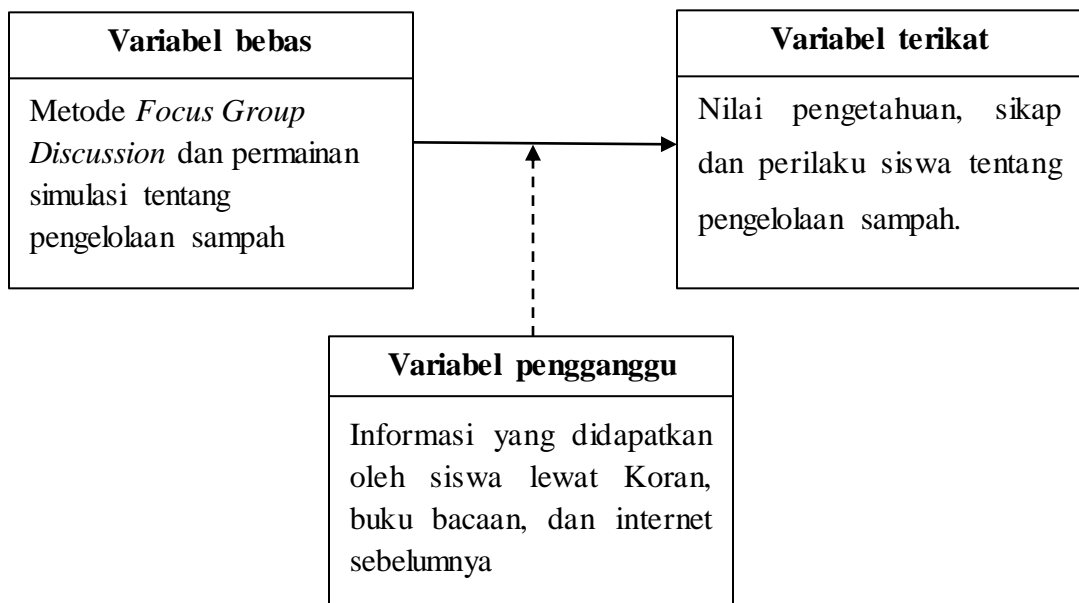 Variabel bebas
Metode Focus Group
Discussion dan permainan
simulasi tentang
pengelolaan sampah
Variabel terikat
Nilai pengetahuan, sikap
dan perilaku siswa tentang
pengelolaan sampah.
Variabel pengganggu
Informasi yang didapatkan
oleh siswa lewat Koran,
buku bacaan, dan internet
sebelumnya